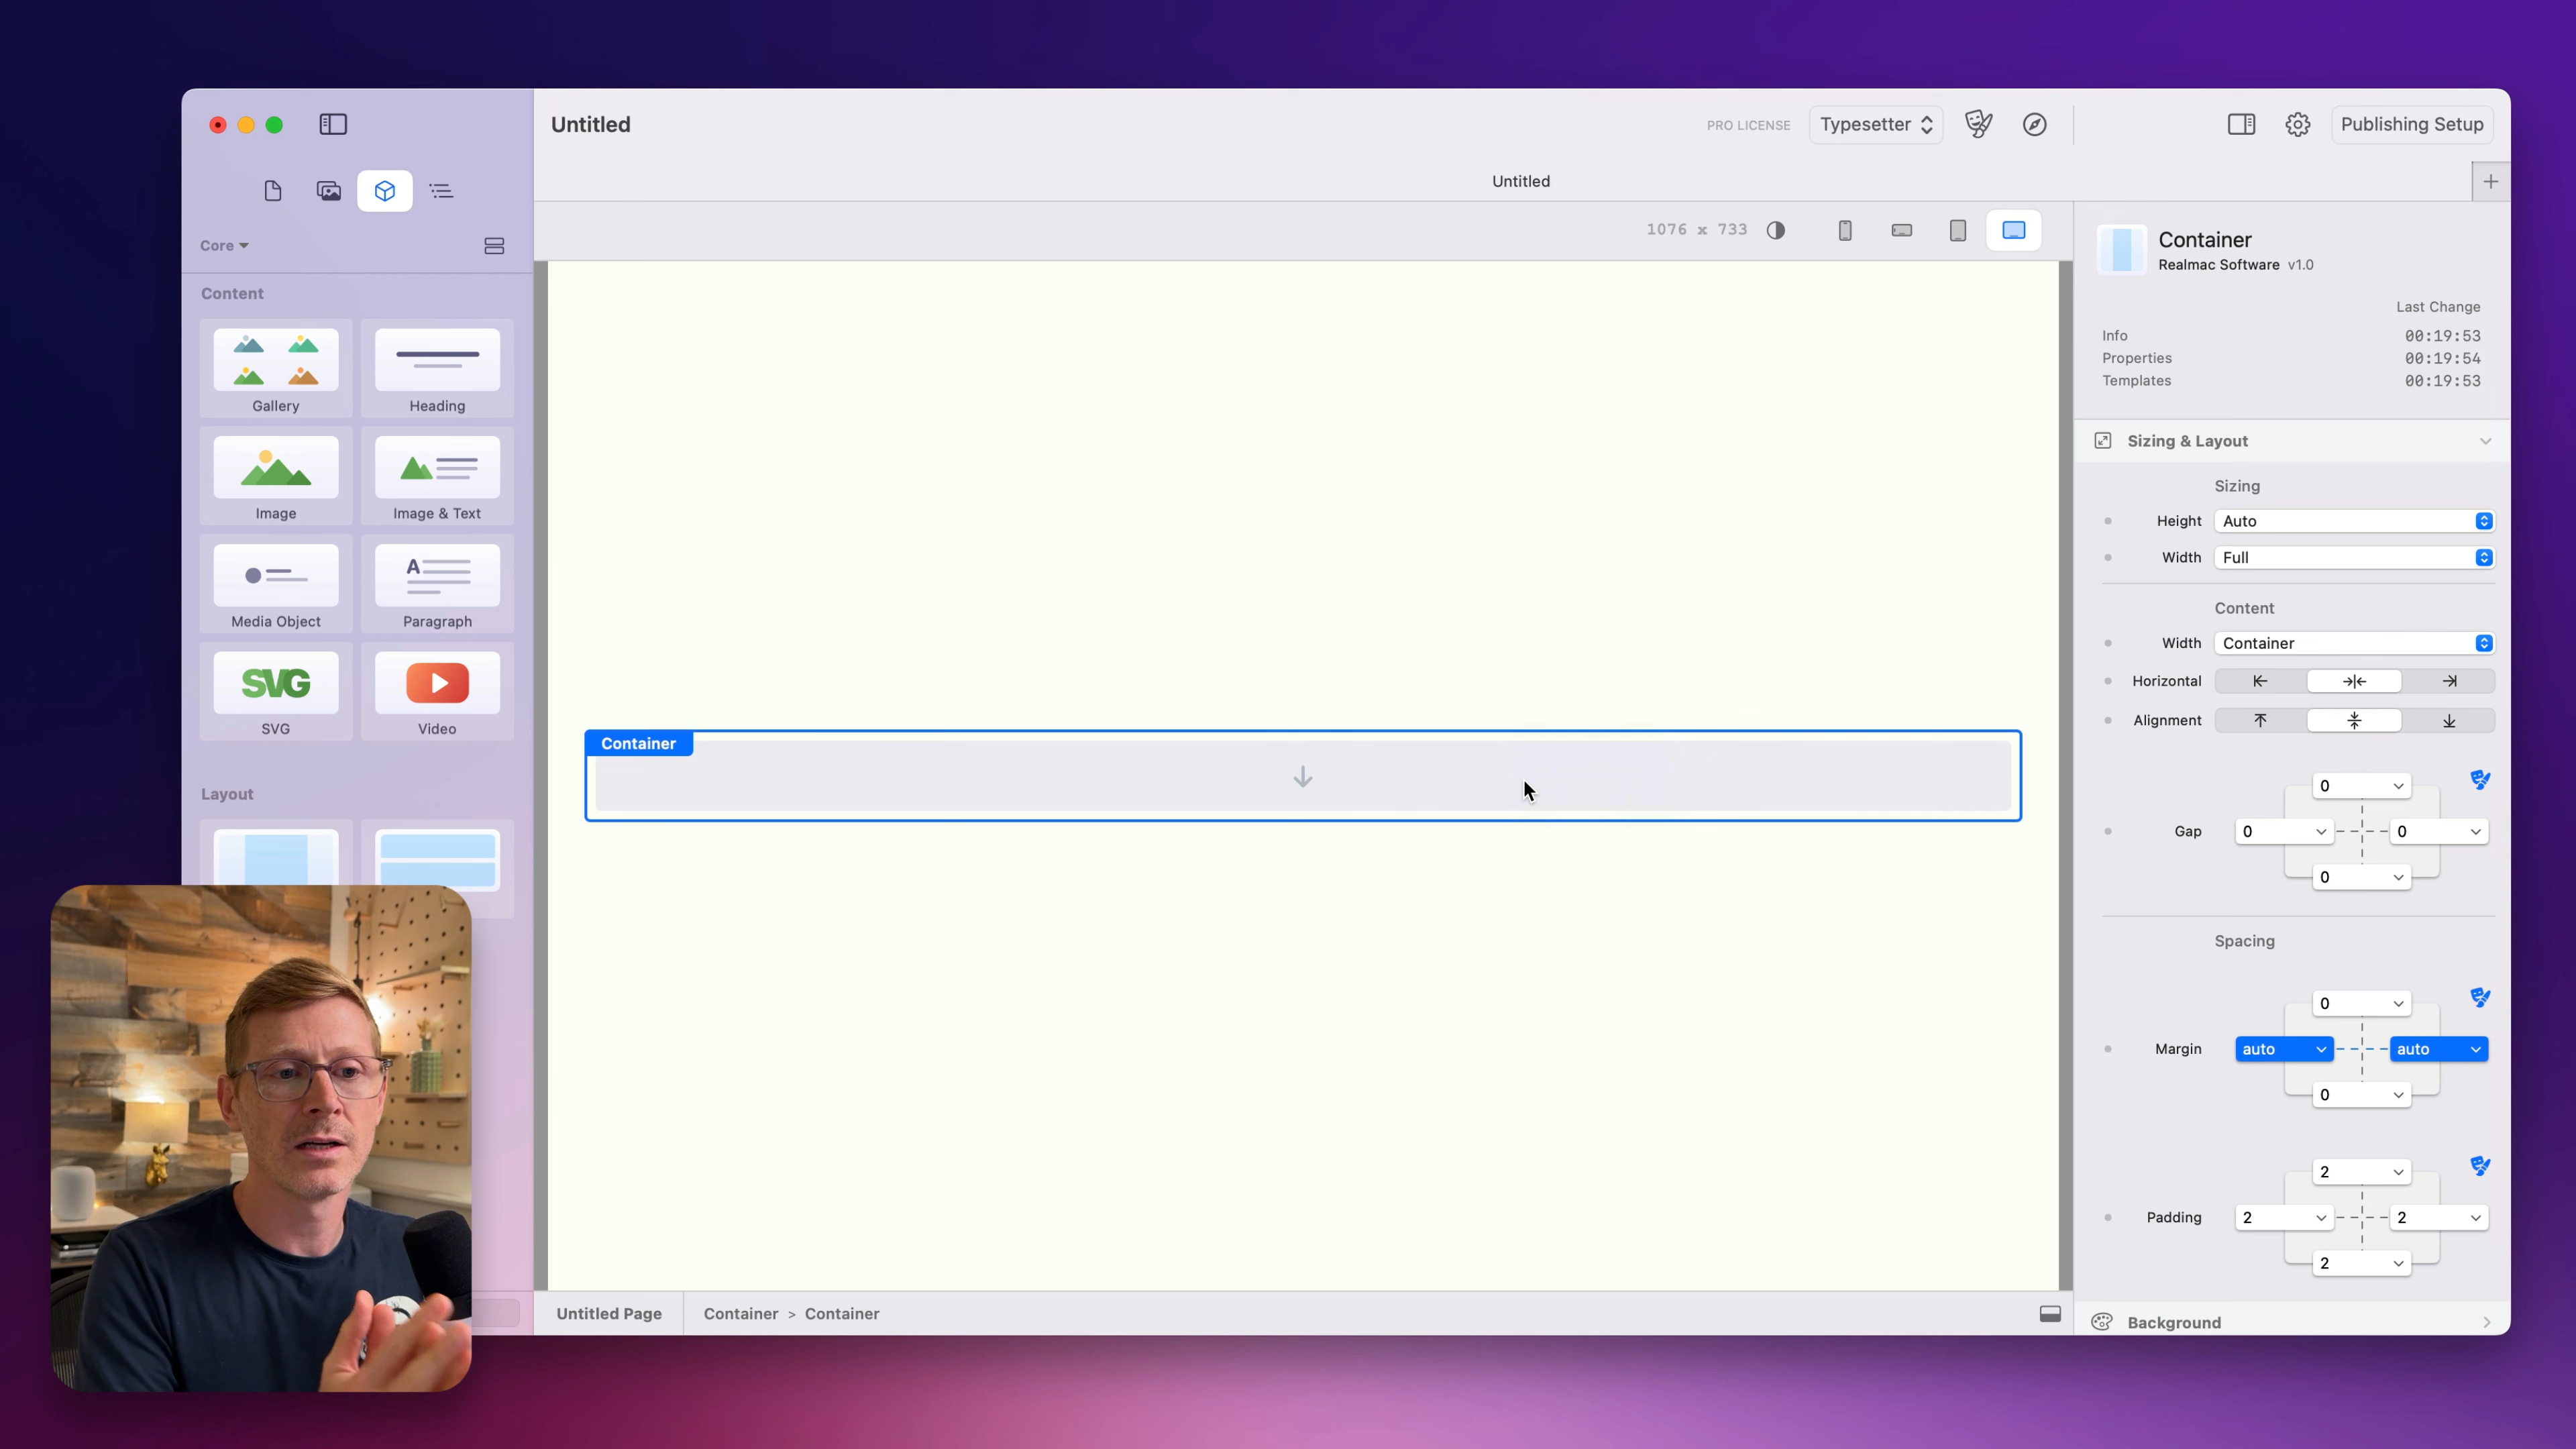 Untitled
PRO LICENSE
Typesetter
Publishing Setup
Untitled
Core
1076 x 733
Content
Gallery
Heading
Image
Image & Text
Media Object
A
Paragraph
SVG
SVG
Video
Layout
Container
Untitled Page
Container > Container
Container
Realmac Software v1.0
Last Change
Info 00:19:53
Properties 00:19:54
Templates 00:19:53
Sizing & Layout
Sizing
Height Auto
Width Full
Content
Width Container
Horizontal
Alignment
0
Gap 0 0
0
Spacing
0
Margin auto auto
0
2
Padding 2 2
2
Background